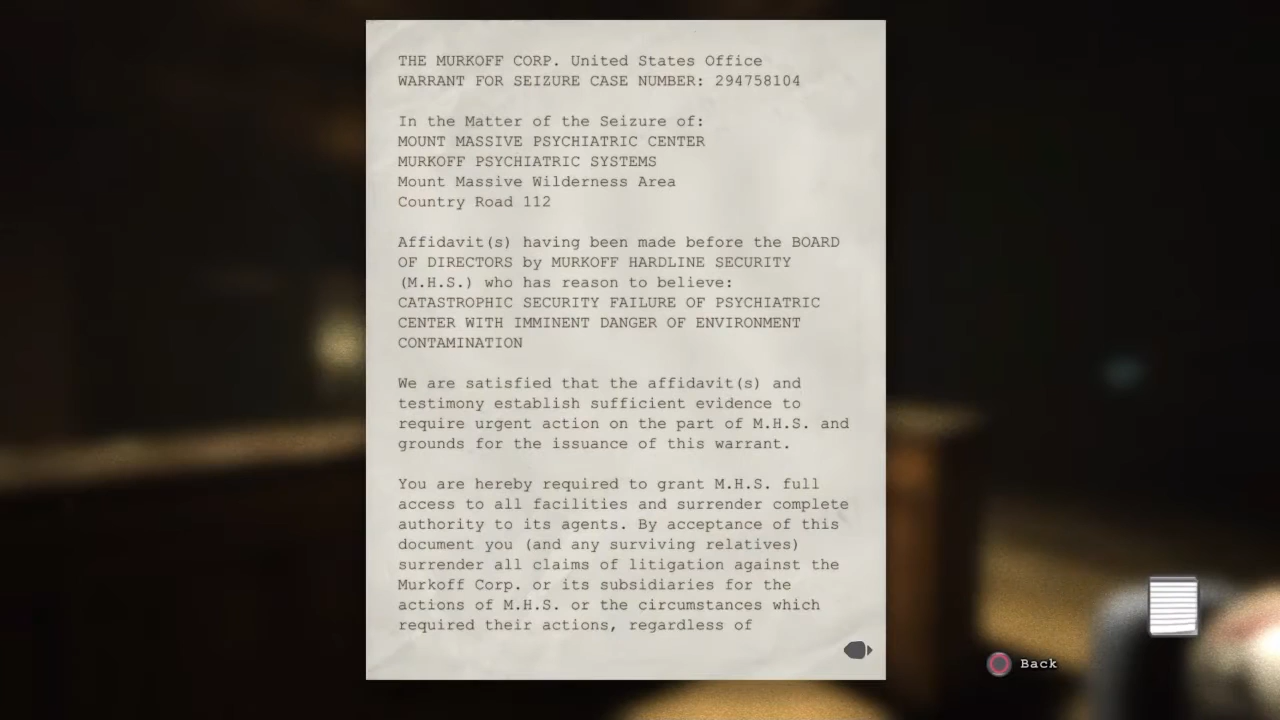 THE MURKOFF CORP. United States Office
WARRANT FOR SEIZURE CASE NUMBER: 294758104
In the Matter of the Seizure of:
MOUNT MASSIVE PSYCHIATRIC CENTER
MURKOFF PSYCHIATRIC SYSTEMS
Mount Massive Wilderness Area
Country Road 112
Affidavit(s) having been made before the BOARD
OF DIRECTORS by MURKOFF HARDLINE SECURITY
(M.H.S.) who has reason to believe:
CATASTROPHIC SECURITY FAILURE OF PSYCHIATRIC
CENTER WITH IMMINENT DANGER OF ENVIRONMENT
CONTAMINATION
We are satisfied that the affidavit(s) and
testimony establish sufficient evidence to
require urgent action on the part of M.H.S. and
grounds for the issuance of this warrant.
You are hereby required to grant M.H.S. full
access to all facilities and surrender complete
authority to its agents. By acceptance of this
document you (and any surviving relatives)
surrender all claims of litigation against the
Murkoff Corp. or its subsidiaries for the
actions of M.H.S. or the circumstances which
required their actions, regardless of
Back